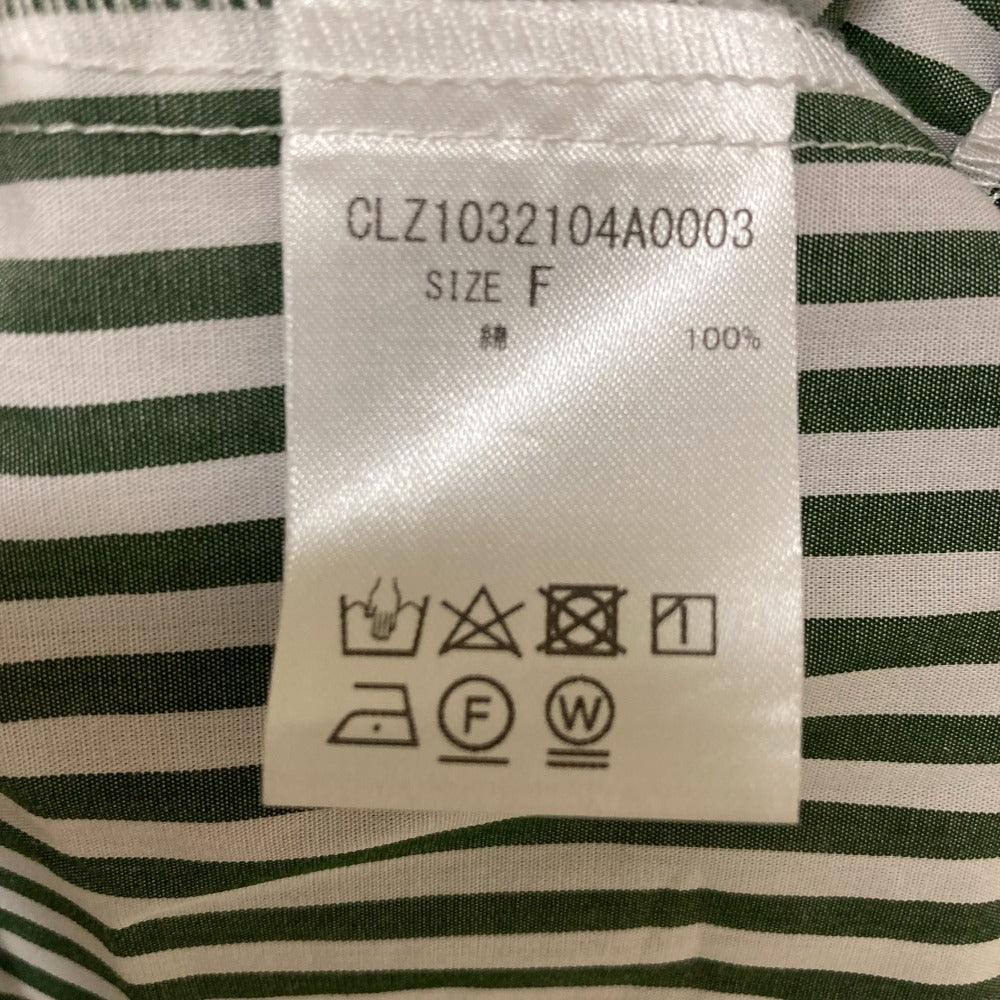 CLZ1032104A0003
SIZE F
綿 100%
F W